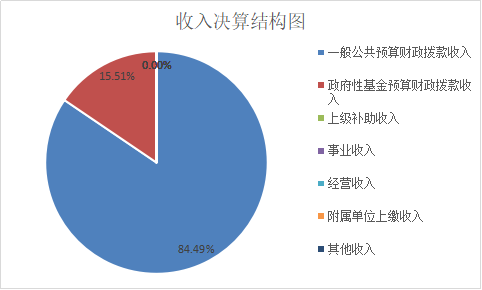 收入决算结构图
0.00%
15.51%
84.49%
一般公共预算财政拨款收入
政府性基金预算财政拨款收
入
上级补助收入
事业收入
经营收入
附属单位上缴收入
其他收入